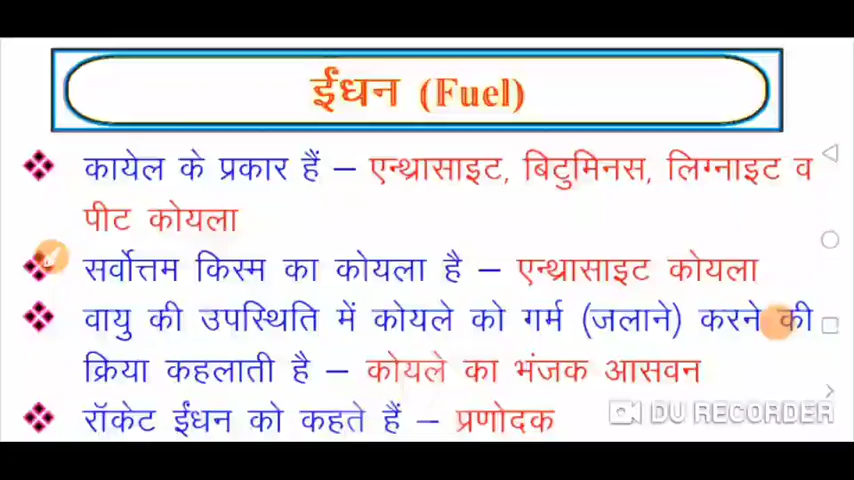 ईंधन (Fuel)
कायेल के प्रकार हैं – एन्थ्रासाइट, बिटुमिनस, लिग्नाइट व
पीट कोयला
सर्वोत्तम किस्म का कोयला है – एन्थ्रासाइट कोयला
वायु की उपस्थिति में कोयले को गर्म (जलाने) करने की
क्रिया कहलाती है – कोयले का भंजक आसवन
रॉकेट ईंधन को कहते हैं – प्रणोदक
DU RECORDER